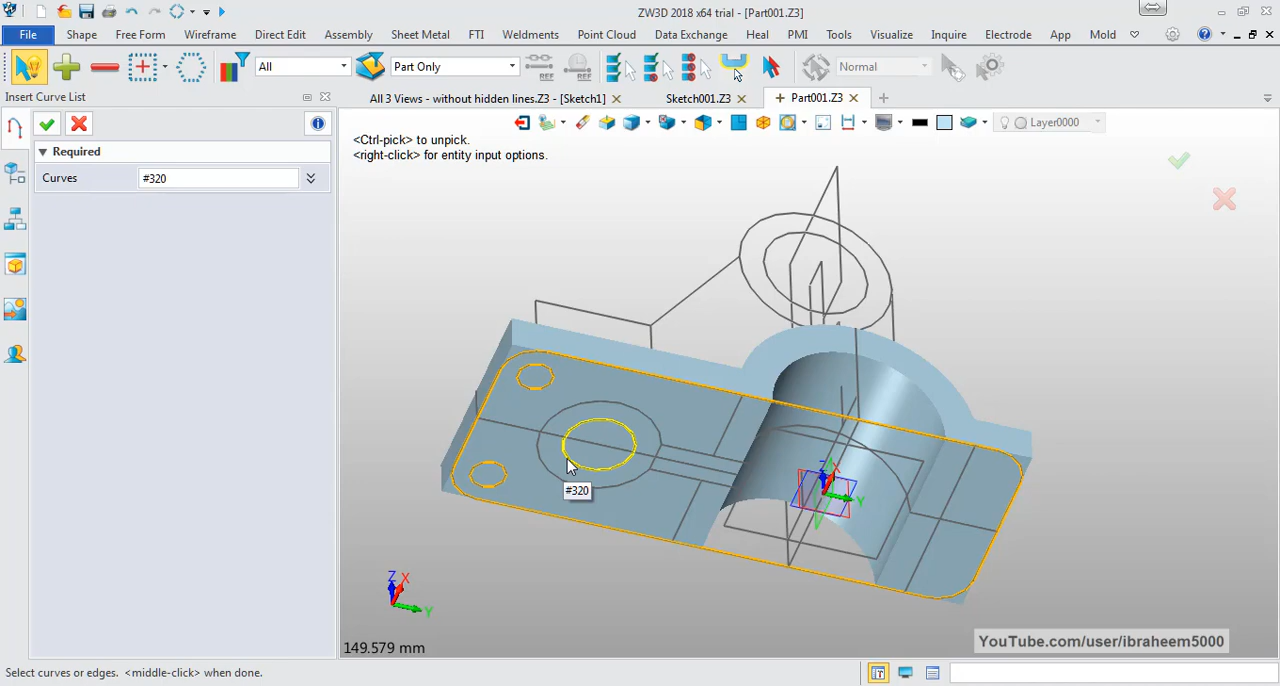 ZW3D 2018 x64 trial - [Part001.Z3]
File Shape Free Form Wireframe Direct Edit Assembly Sheet Metal FTI Weldments Point Cloud Data Exchange Heal PMI Tools Visualize Inquire Electrode App Mold
All Part Only REF REF Normal
Insert Curve List
All 3 Views - without hidden lines.Z3 - [Sketch1] Sketch001.Z3 Part001.Z3
Layer0000
<Ctrl-pick> to unpick.
<right-click> for entity input options.
Required
Curves #320
#320
Z X Y
Z X Y
149.579 mm
YouTube.com/user/ibraheem5000
Select curves or edges. <middle-click> when done.